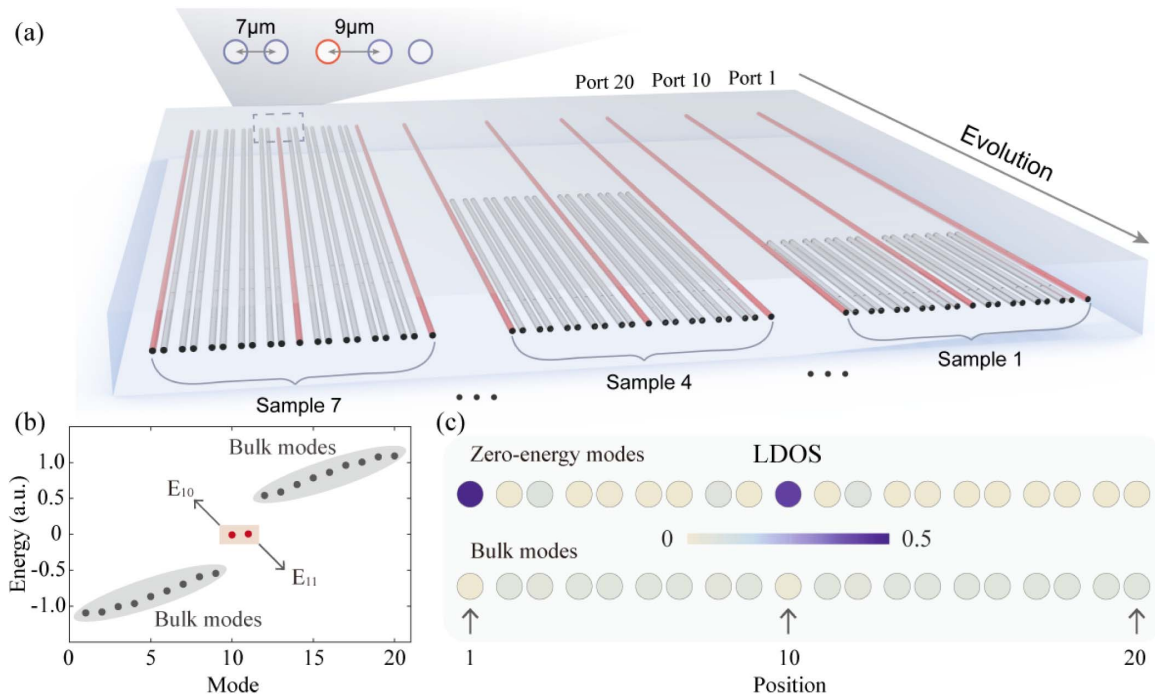 (a)
7μm 9μm
Port 20 Port 10 Port 1
Evolution
Sample 7
Sample 4
Sample 1
(b)
Energy (a.u.)
1.0
0.5
0
-0.5
-1.0
Bulk modes
E10
E11
Bulk modes
0 5 10 15 20
Mode
(c)
Zero-energy modes LDOS
0 0.5
Bulk modes
1 10 20
Position